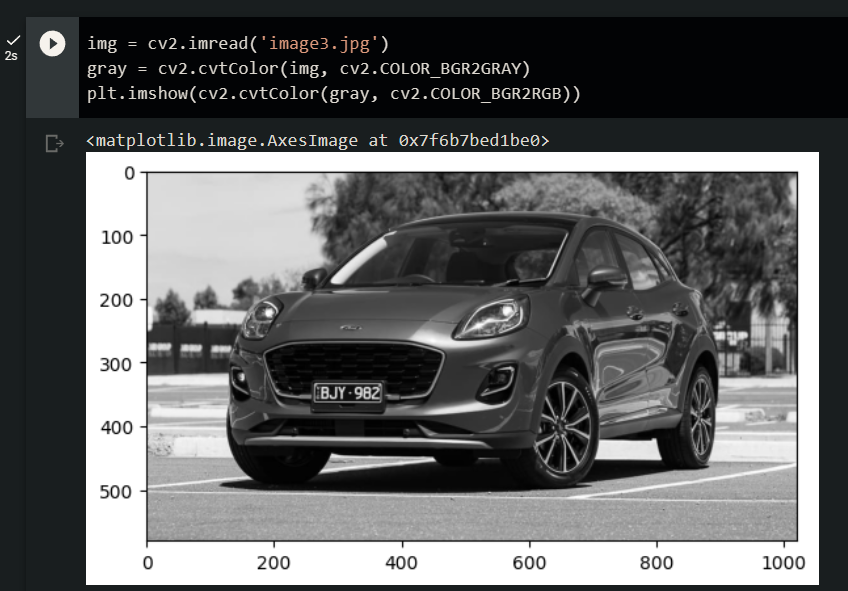 2s
img = cv2.imread('image3.jpg')
gray = cv2.cvtColor(img, cv2.COLOR_BGR2GRAY)
plt.imshow(cv2.cvtColor(gray, cv2.COLOR_BGR2RGB))
<matplotlib.image.AxesImage at 0x7f6b7bed1be0>
0
100
200
300
400
500
BJY·982
0 200 400 600 800 1000